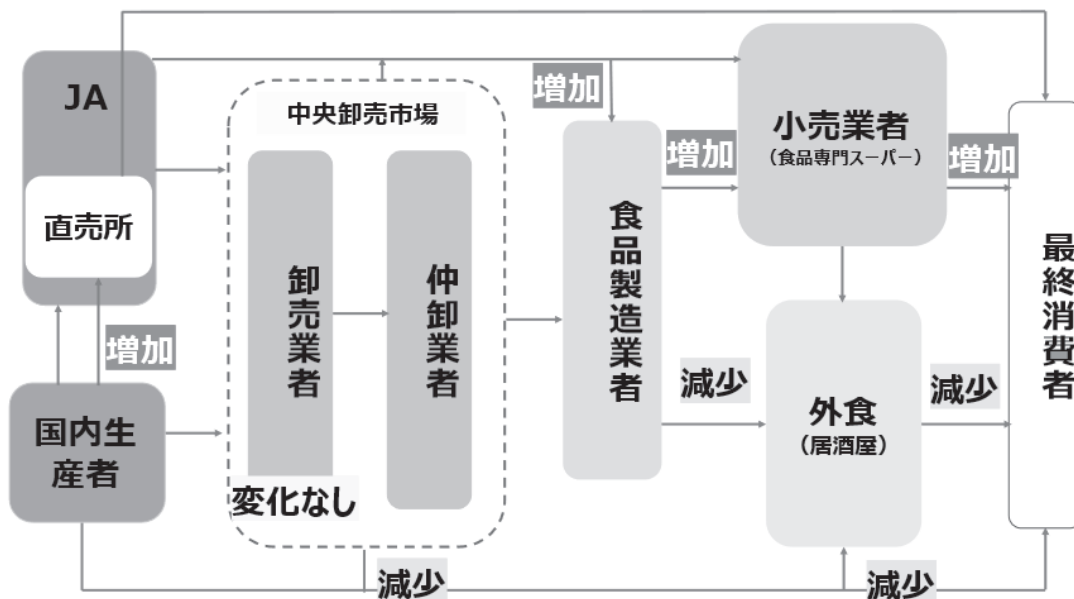 JA
直売所
増加
国内生
産者
中央卸売市場
卸売業者
仲卸業者
変化なし
減少
増加
食品製造業者
増加
減少
小売業者
（食品専門スーパー）
外食
（居酒屋）
増加
減少
減少
最終消費者